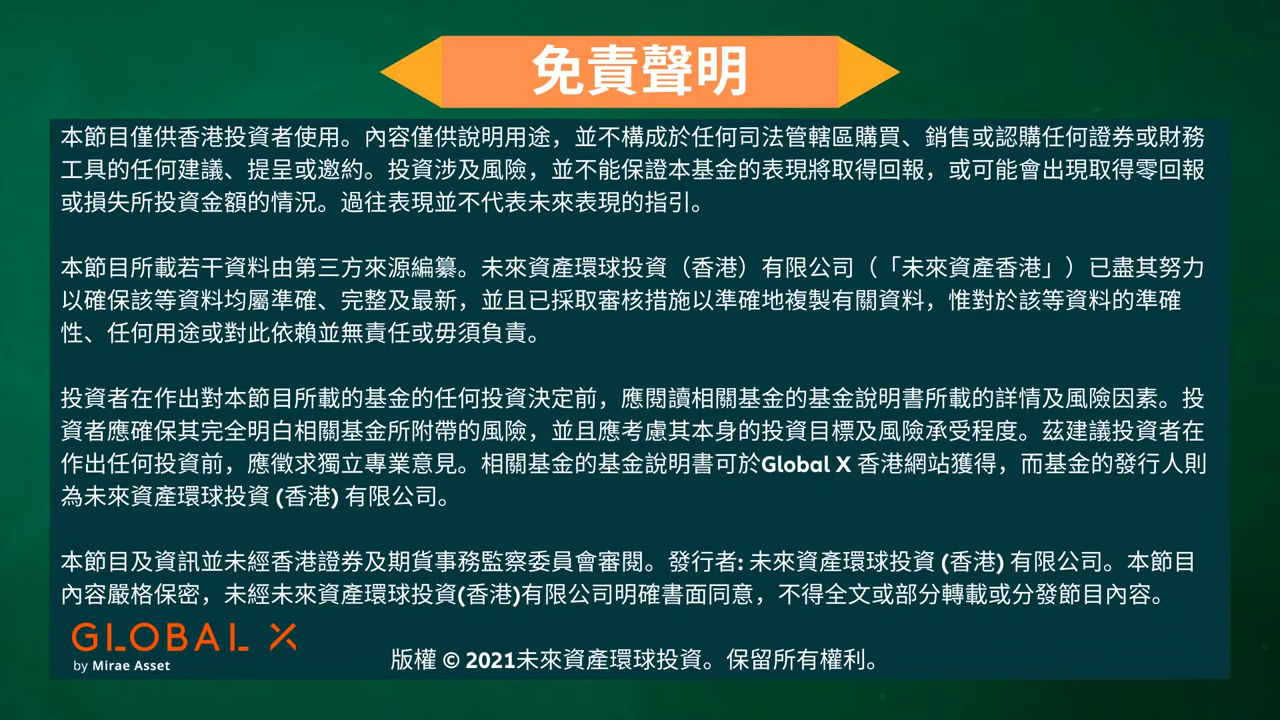 免責聲明
本節目僅供香港投資者使用。內容僅供說明用途，並不構成於任何司法管轄區購買、銷售或認購任何證券或財務
工具的任何建議、提呈或邀約。投資涉及風險，並不能保證本基金的表現將取得回報，或可能會出現取得零回報
或損失所投資金額的情況。過往表現並不代表未來表現的指引。
本節目所載若干資料由第三方來源編纂。未來資產環球投資（香港）有限公司（「未來資產香港」）已盡其努力
以確保該等資料均屬準確、完整及最新，並且已採取審核措施以準確地複製有關資料，惟對於該等資料的準確
性、任何用途或對此依賴並無責任或毋須負責。
投資者在作出對本節目所載的基金的任何投資決定前，應閱讀相關基金的基金說明書所載的詳情及風險因素。投
資者應確保其完全明白相關基金所附帶的風險，並且應考慮其本身的投資目標及風險承受程度。茲建議投資者在
作出任何投資前，應徵求獨立專業意見。相關基金的基金說明書可於Global X 香港網站獲得，而基金的發行人則
為未來資產環球投資 (香港) 有限公司。
本節目及資訊並未經香港證券及期貨事務監察委員會審閱。發行者: 未來資產環球投資 (香港) 有限公司。本節目
內容嚴格保密，未經未來資產環球投資(香港)有限公司明確書面同意，不得全文或部分轉載或分發節目內容。
GLOBAL X
by Mirae Asset
版權 © 2021未來資產環球投資。保留所有權利。